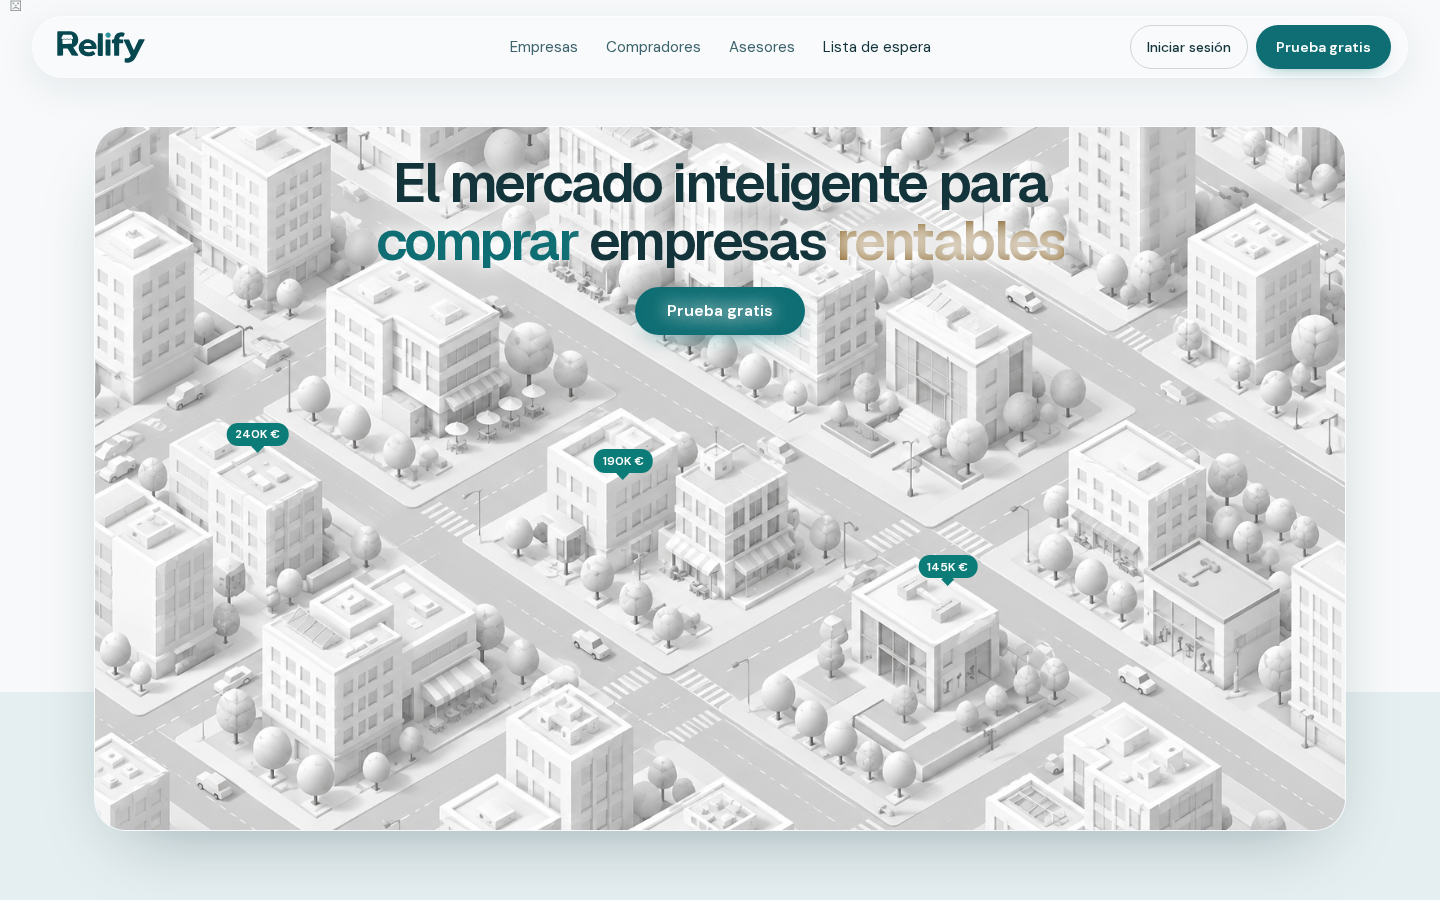 Relify
Empresas
Compradores
Asesores
Lista de espera
Iniciar sesión
Prueba gratis
El mercado inteligente para
comprar empresas rentables
Prueba gratis
240K €
190K €
145K €